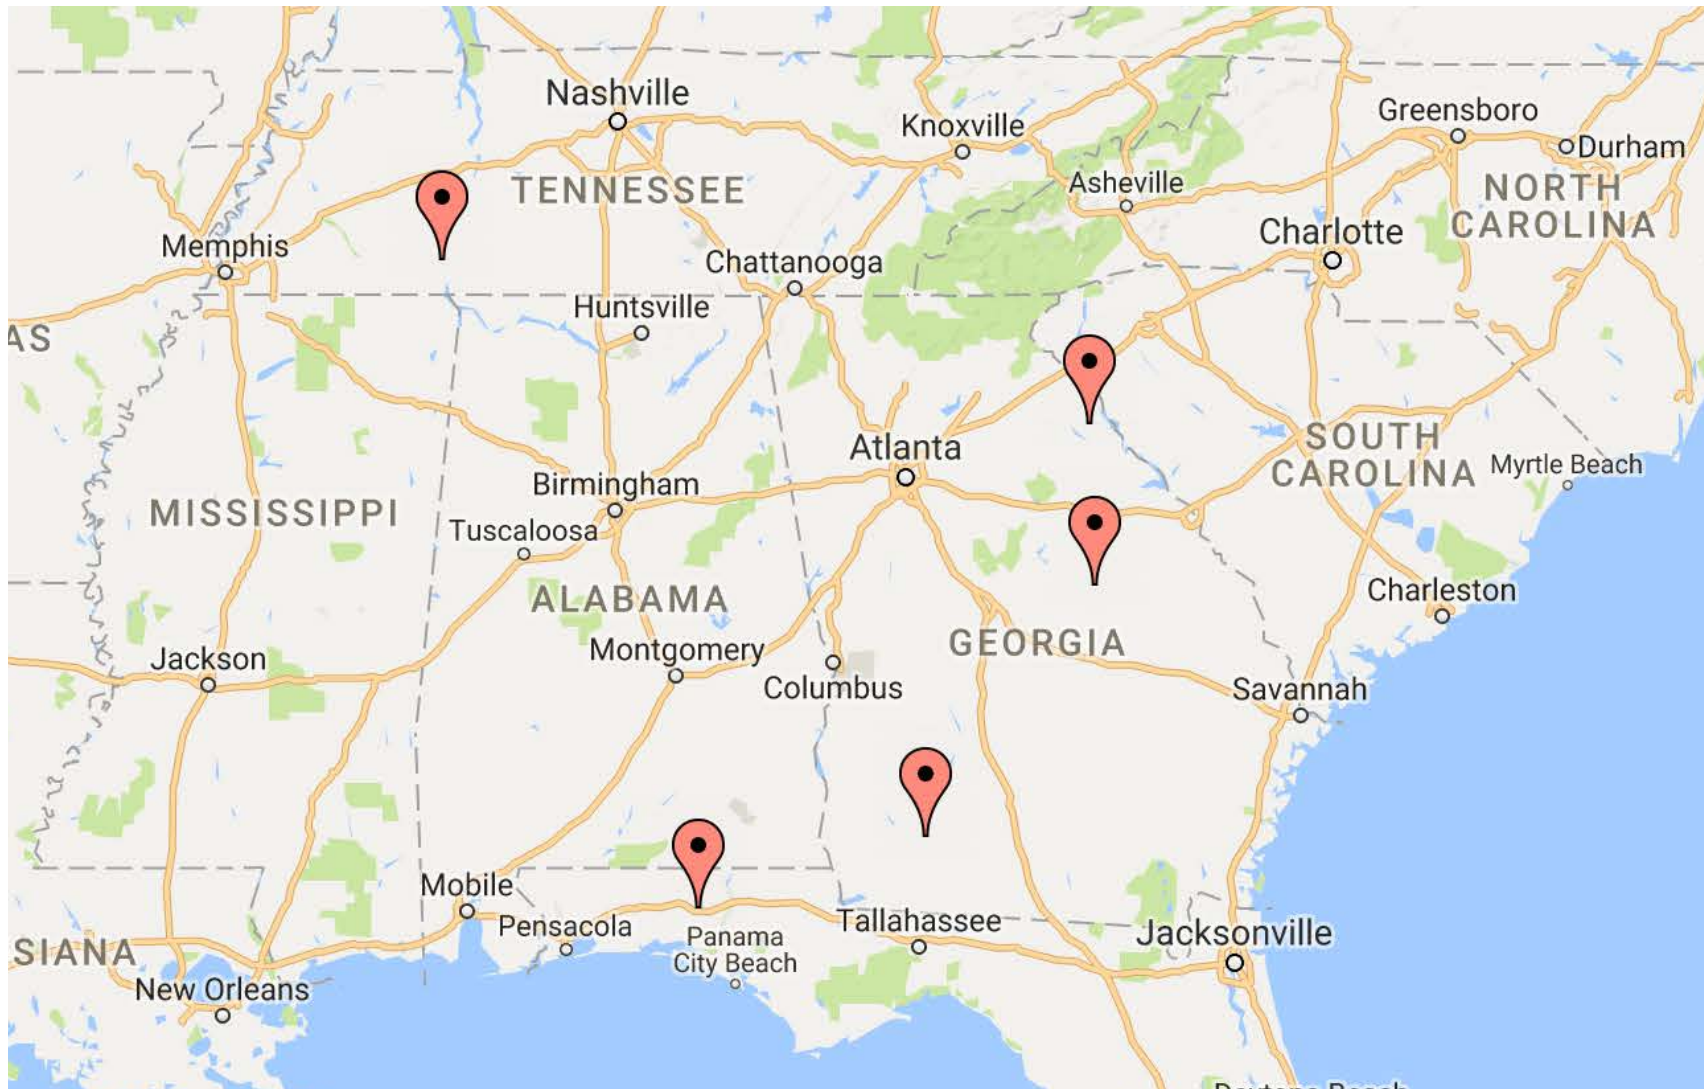 Nashville
Knoxville
Greensboro
Durham
TENNESSEE
Asheville
NORTH
CAROLINA
Memphis
Charlotte
Chattanooga
Huntsville
AS
Atlanta
SOUTH
CAROLINA
Myrtle Beach
Birmingham
MISSISSIPPI
Tuscaloosa
ALABAMA
Charleston
GEORGIA
Montgomery
Jackson
Columbus
Savannah
Mobile
Pensacola
Tallahassee
Panama
City Beach
Jacksonville
SIANA
New Orleans
Daytona Beach